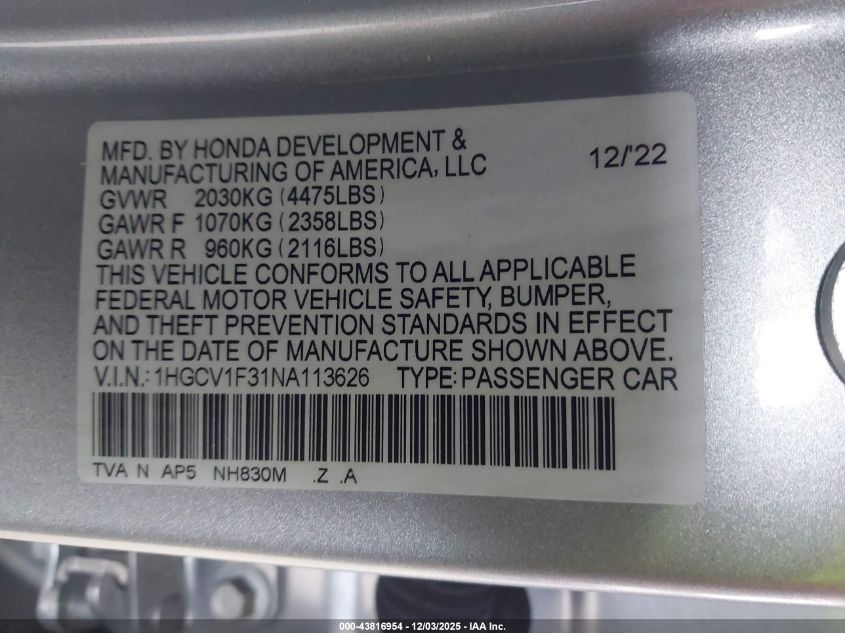 MFD. BY HONDA DEVELOPMENT &
MANUFACTURING OF AMERICA, LLC 12/'22
GVWR 2030KG (4475LBS)
GAWR F 1070KG (2358LBS)
GAWR R 960KG (2116LBS)
THIS VEHICLE CONFORMS TO ALL APPLICABLE
FEDERAL MOTOR VEHICLE SAFETY, BUMPER,
AND THEFT PREVENTION STANDARDS IN EFFECT
ON THE DATE OF MANUFACTURE SHOWN ABOVE.
V.I.N.: 1HGCV1F31NA113626 TYPE: PASSENGER CAR
TVA N AP5 NH830M .Z .A
000-43816954 - 12/03/2025 - IAA Inc.